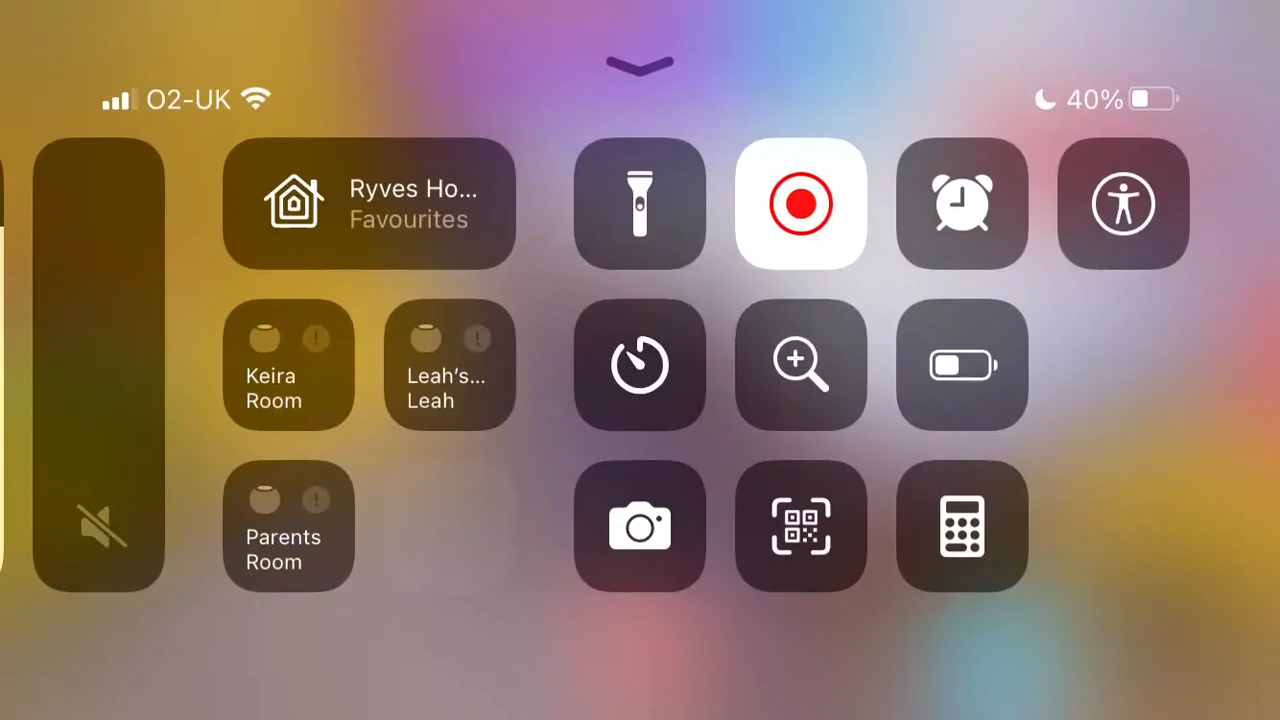 O2-UK
40%
Ryves Ho...
Favourites
Keira
Room
Leah's...
Leah
Parents
Room